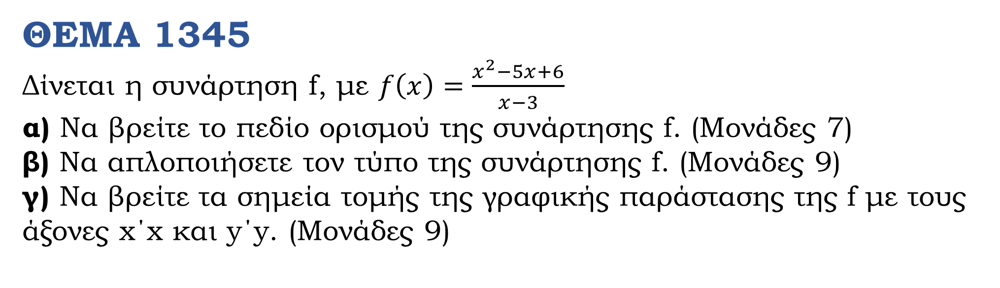 ΘΕΜΑ 1345
Δίνεται η συνάρτηση f, με $f(x) = \frac{x^2-5x+6}{x-3}$
α) Να βρείτε το πεδίο ορισμού της συνάρτησης f. (Μονάδες 7)
β) Να απλοποιήσετε τον τύπο της συνάρτησης f. (Μονάδες 9)
γ) Να βρείτε τα σημεία τομής της γραφικής παράστασης της f με τους
άξονες x΄x και y΄y. (Μονάδες 9)